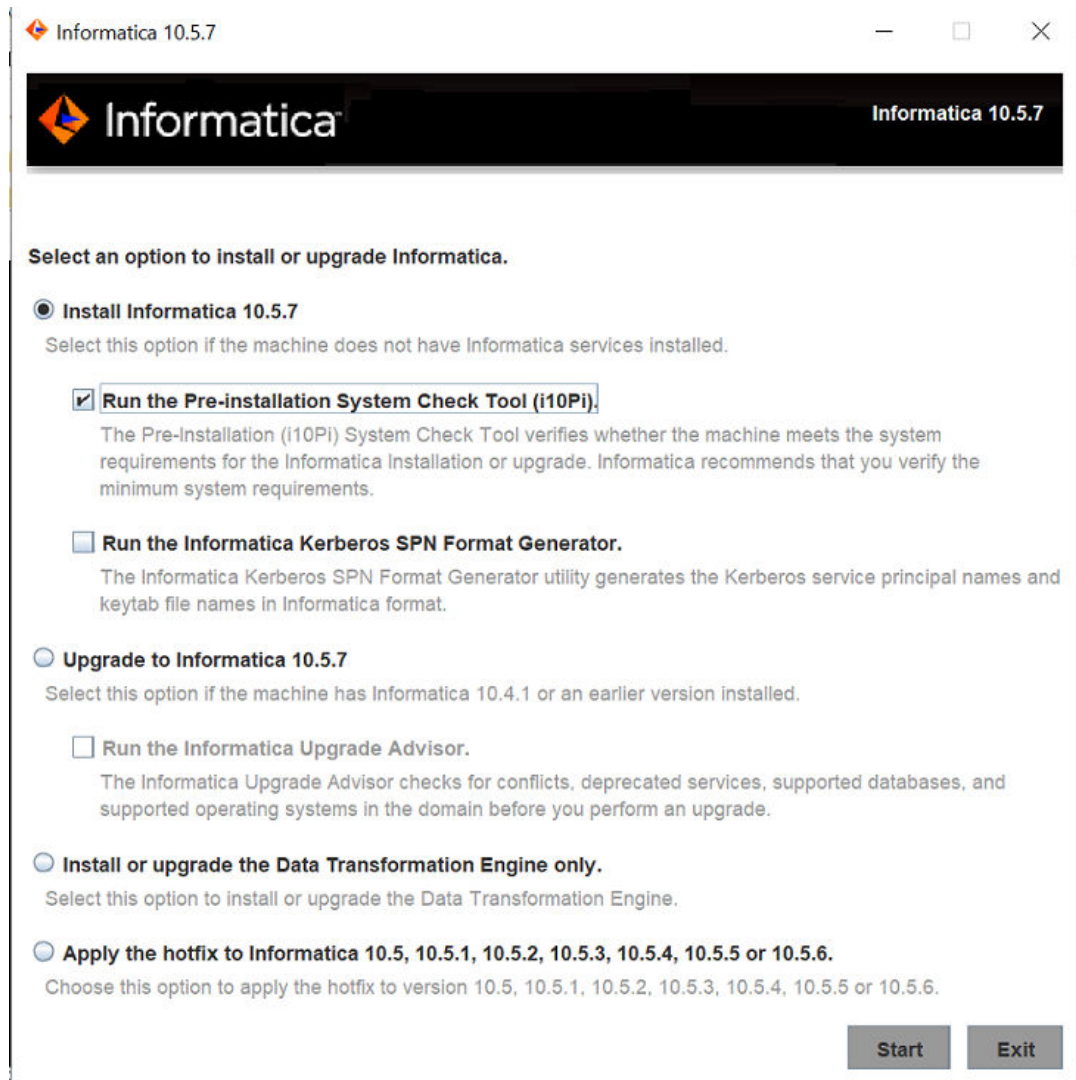 Informatica 10.5.7
Informatica
Informatica 10.5.7
Select an option to install or upgrade Informatica.
Install Informatica 10.5.7
Select this option if the machine does not have Informatica services installed.
Run the Pre-installation System Check Tool (i10Pi).
The Pre-Installation (i10Pi) System Check Tool verifies whether the machine meets the system
requirements for the Informatica Installation or upgrade. Informatica recommends that you verify the
minimum system requirements.
Run the Informatica Kerberos SPN Format Generator.
The Informatica Kerberos SPN Format Generator utility generates the Kerberos service principal names and
keytab file names in Informatica format.
Upgrade to Informatica 10.5.7
Select this option if the machine has Informatica 10.4.1 or an earlier version installed.
Run the Informatica Upgrade Advisor.
The Informatica Upgrade Advisor checks for conflicts, deprecated services, supported databases, and
supported operating systems in the domain before you perform an upgrade.
Install or upgrade the Data Transformation Engine only.
Select this option to install or upgrade the Data Transformation Engine.
Apply the hotfix to Informatica 10.5, 10.5.1, 10.5.2, 10.5.3, 10.5.4, 10.5.5 or 10.5.6.
Choose this option to apply the hotfix to version 10.5, 10.5.1, 10.5.2, 10.5.3, 10.5.4, 10.5.5 or 10.5.6.
Start Exit